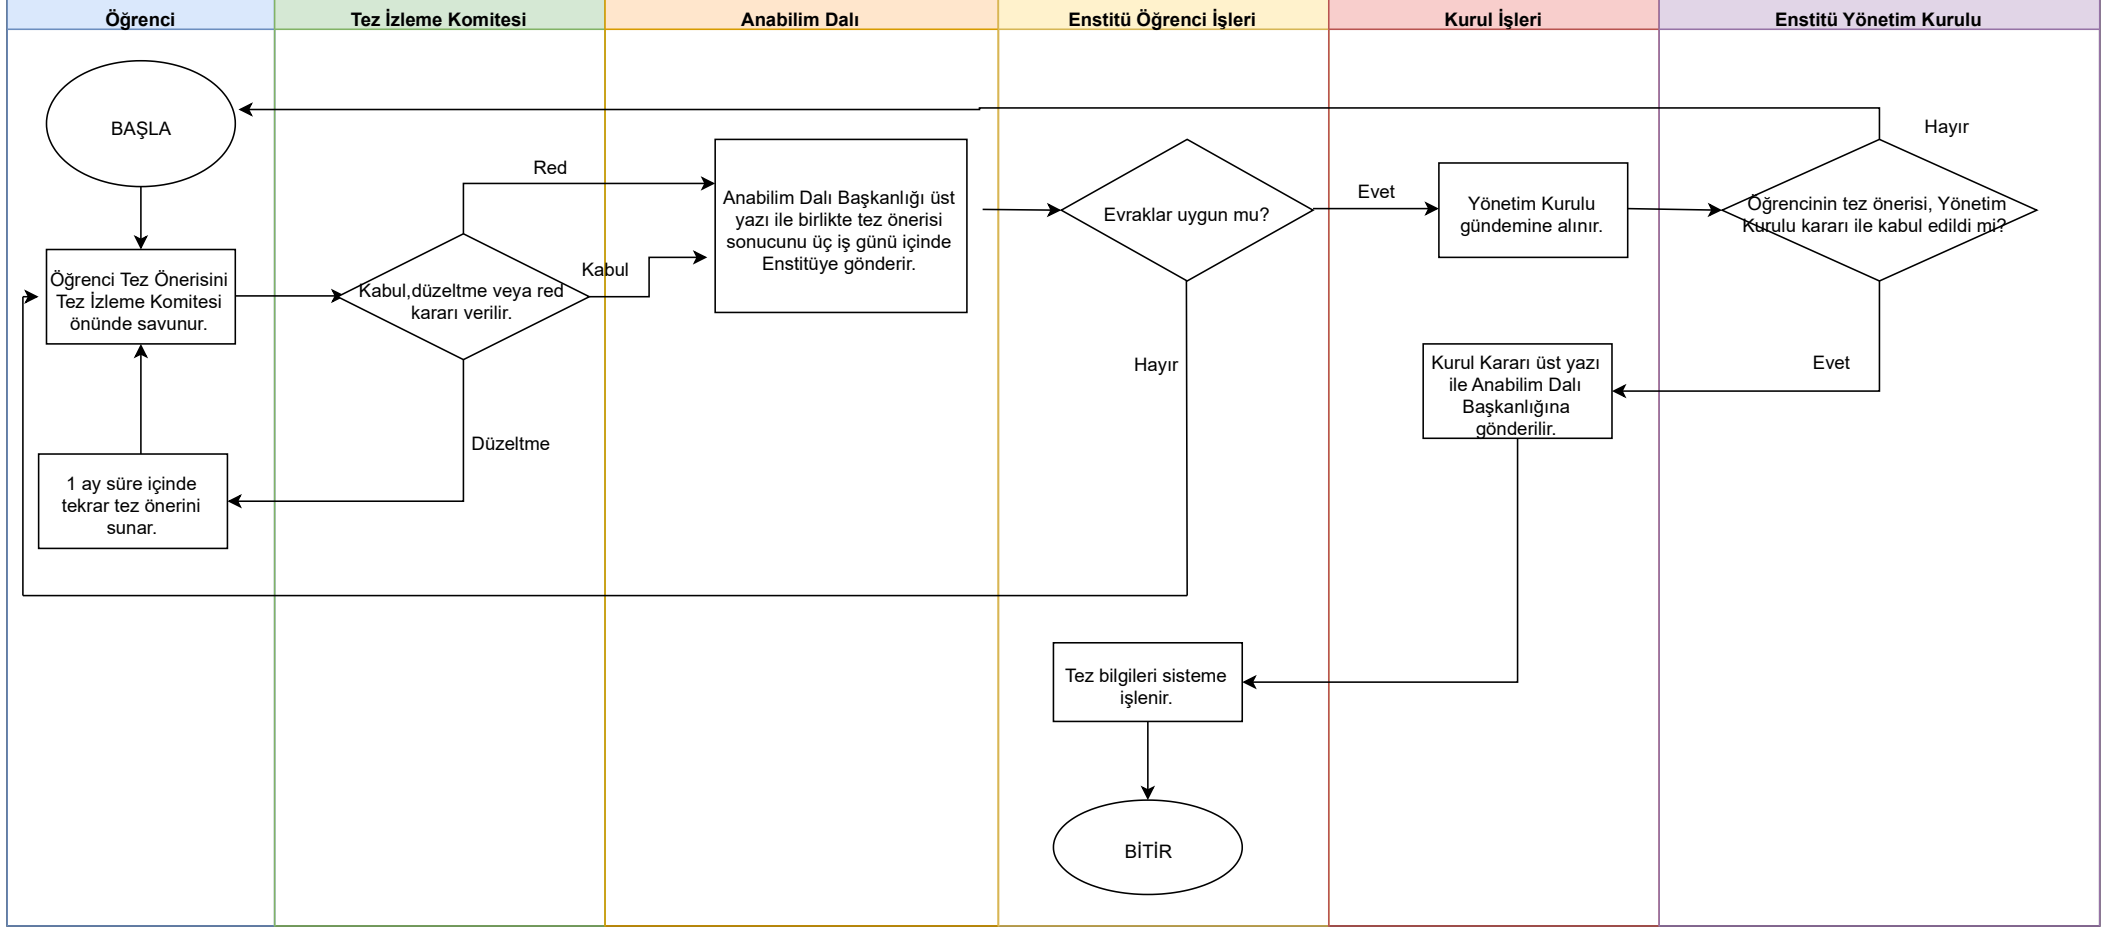 Öğrenci
Tez İzleme Komitesi
Anabilim Dalı
Enstitü Öğrenci İşleri
Kurul İşleri
Enstitü Yönetim Kurulu
BAŞLA
Öğrenci Tez Önerisini
Tez İzleme Komitesi
önünde savunur.
1 ay süre içinde
tekrar tez önerini
sunar.
Kabul,düzeltme veya red
kararı verilir.
Red
Kabul
Düzeltme
Anabilim Dalı Başkanlığı üst
yazı ile birlikte tez önerisi
sonucunu üç iş günü içinde
Enstitüye gönderir.
Evraklar uygun mu?
Evet
Hayır
Yönetim Kurulu
gündemine alınır.
Öğrencinin tez önerisi, Yönetim
Kurulu kararı ile kabul edildi mi?
Hayır
Evet
Kurul Kararı üst yazı
ile Anabilim Dalı
Başkanlığına
gönderilir.
Tez bilgileri sisteme
işlenir.
BİTİR